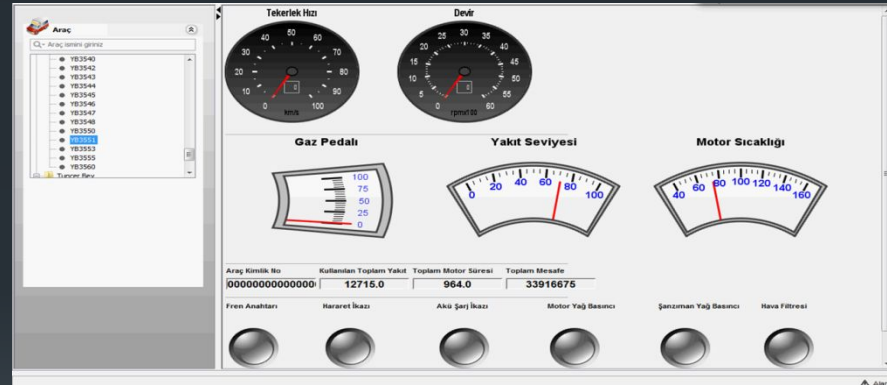 Araç
Araç ismini giriniz
YB3540
YB3542
YB3543
YB3544
YB3545
YB3546
YB3547
YB3548
YB3550
YB3551
YB3553
YB3555
YB3560
Tuncer Bey
Tekerlek Hızı
0 10 20 30 40 50 60 70 80 90 100
0
km/s
Devir
0 5 10 15 20 25 30 35 40 45 50 55 60
0
rpmx100
Gaz Pedalı
100
75
50
25
0
Yakıt Seviyesi
0 20 40 60 80 100
Motor Sıcaklığı
40 60 80 100 120 140 160
Araç Kimlik No Kullanılan Toplam Yakıt Toplam Motor Süresi Toplam Mesafe
12715.0 964.0 33916675
Fren Anahtarı Hararet İkazı Akü Şarj İkazı Motor Yağ Basıncı Şanzıman Yağ Basıncı Hava Filtresi